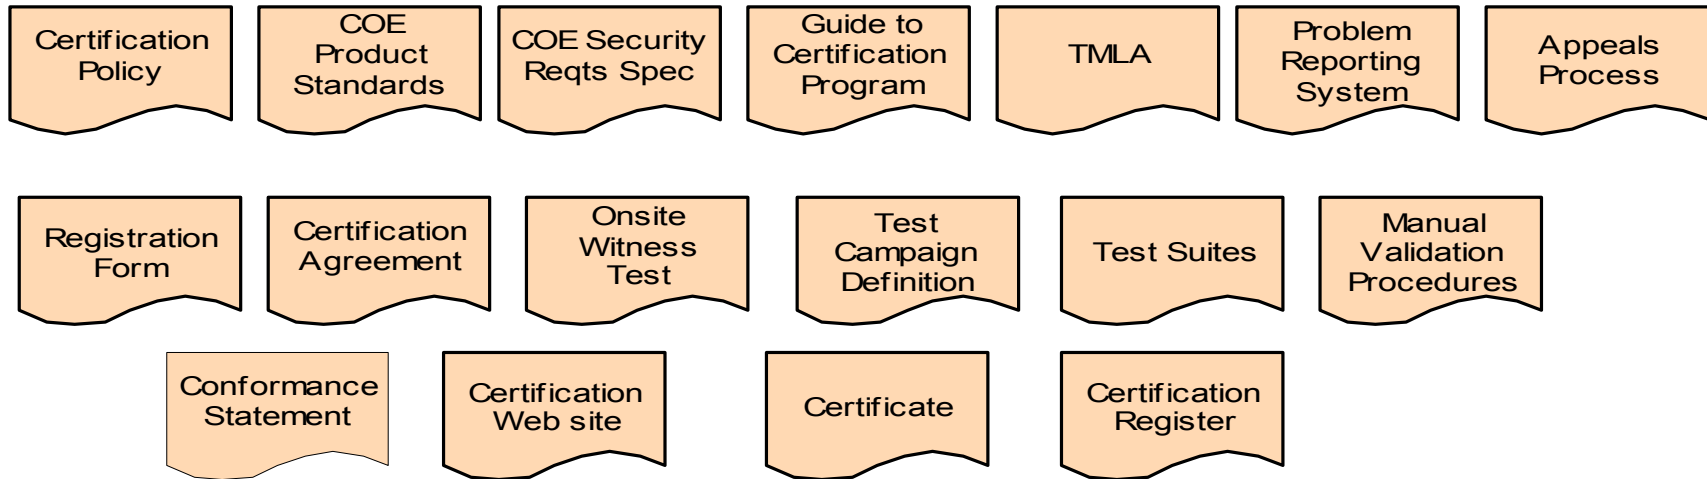 Certification
Policy
COE
Product
Standards
COE Security
Reqts Spec
Guide to
Certification
Program
TMLA
Problem
Reporting
System
Appeals
Process
Registration
Form
Certification
Agreement
Onsite
Witness
Test
Test
Campaign
Definition
Test Suites
Manual
Validation
Procedures
Conformance
Statement
Certification
Web site
Certificate
Certification
Register